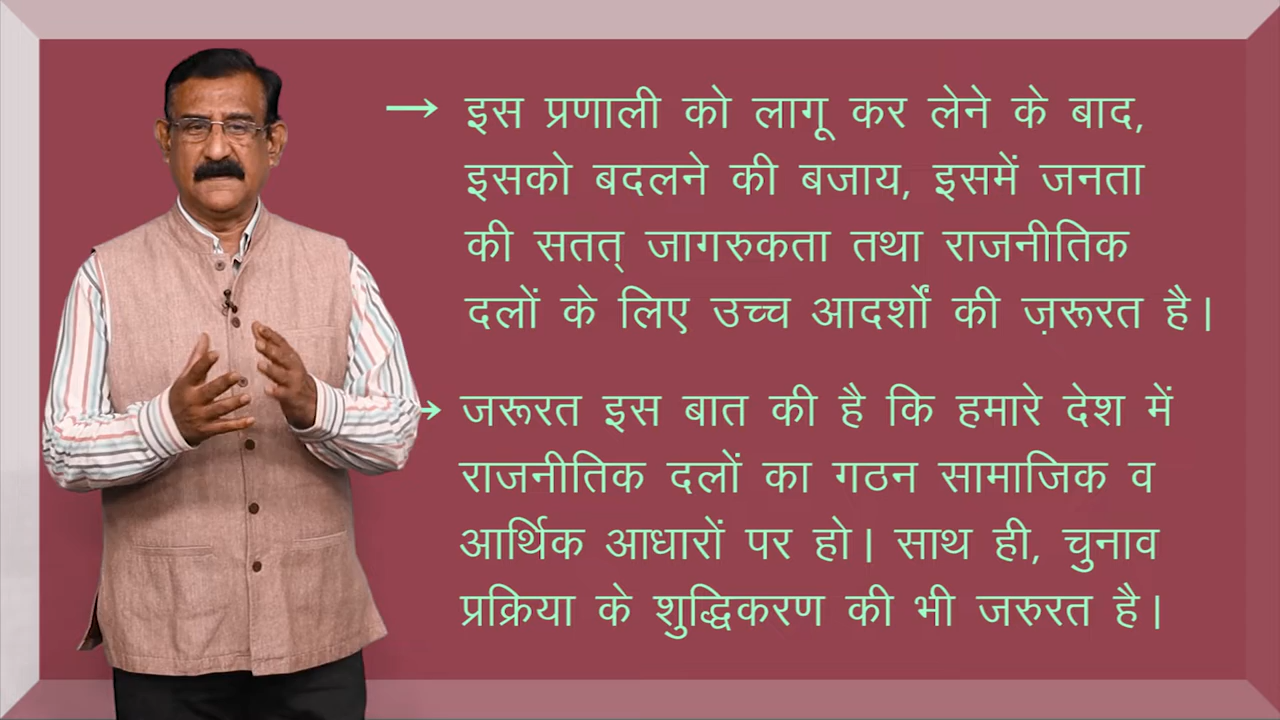 → इस प्रणाली को लागू कर लेने के बाद,
इसको बदलने की बजाय, इसमें जनता
की सतत् जागरुकता तथा राजनीतिक
दलों के लिए उच्च आदर्शों की ज़रूरत है।
→ जरूरत इस बात की है कि हमारे देश में
राजनीतिक दलों का गठन सामाजिक व
आर्थिक आधारों पर हो। साथ ही, चुनाव
प्रक्रिया के शुद्धिकरण की भी जरुरत है।